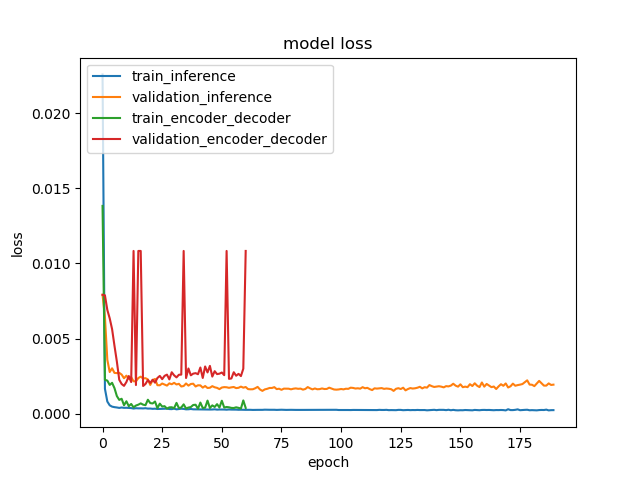 model loss
train_inference
validation_inference
train_encoder_decoder
validation_encoder_decoder
0.020
0.015
0.010
0.005
0.000
loss
0 25 50 75 100 125 150 175
epoch